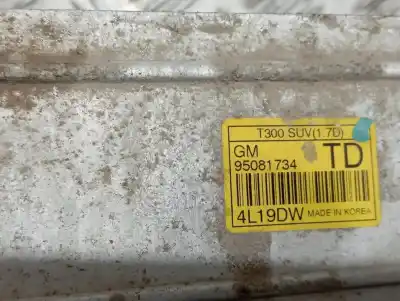 T300 SUV(1.7D)
GM TD
95081734
4L19DW MADE IN KOREA